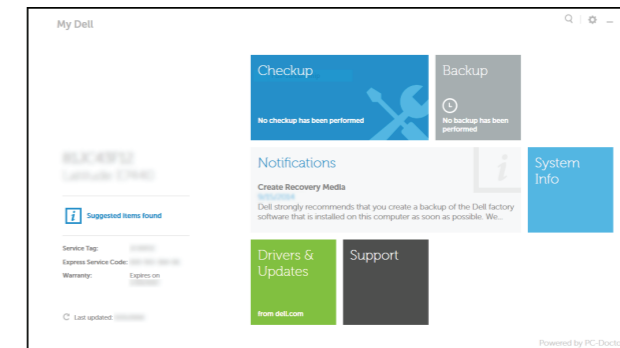 My Dell
Checkup
No checkup has been performed
Backup
No backup has been
performed
Suggested items found
Service Tag:
Express Service Code:
Warranty: Expires on
Last updated:
Notifications
Create Recovery Media
Dell strongly recommends that you create a backup of the Dell factory
software that is installed on this computer as soon as possible. We...
System
Info
Drivers &
Updates
from dell.com
Support
Powered by PC-Docto